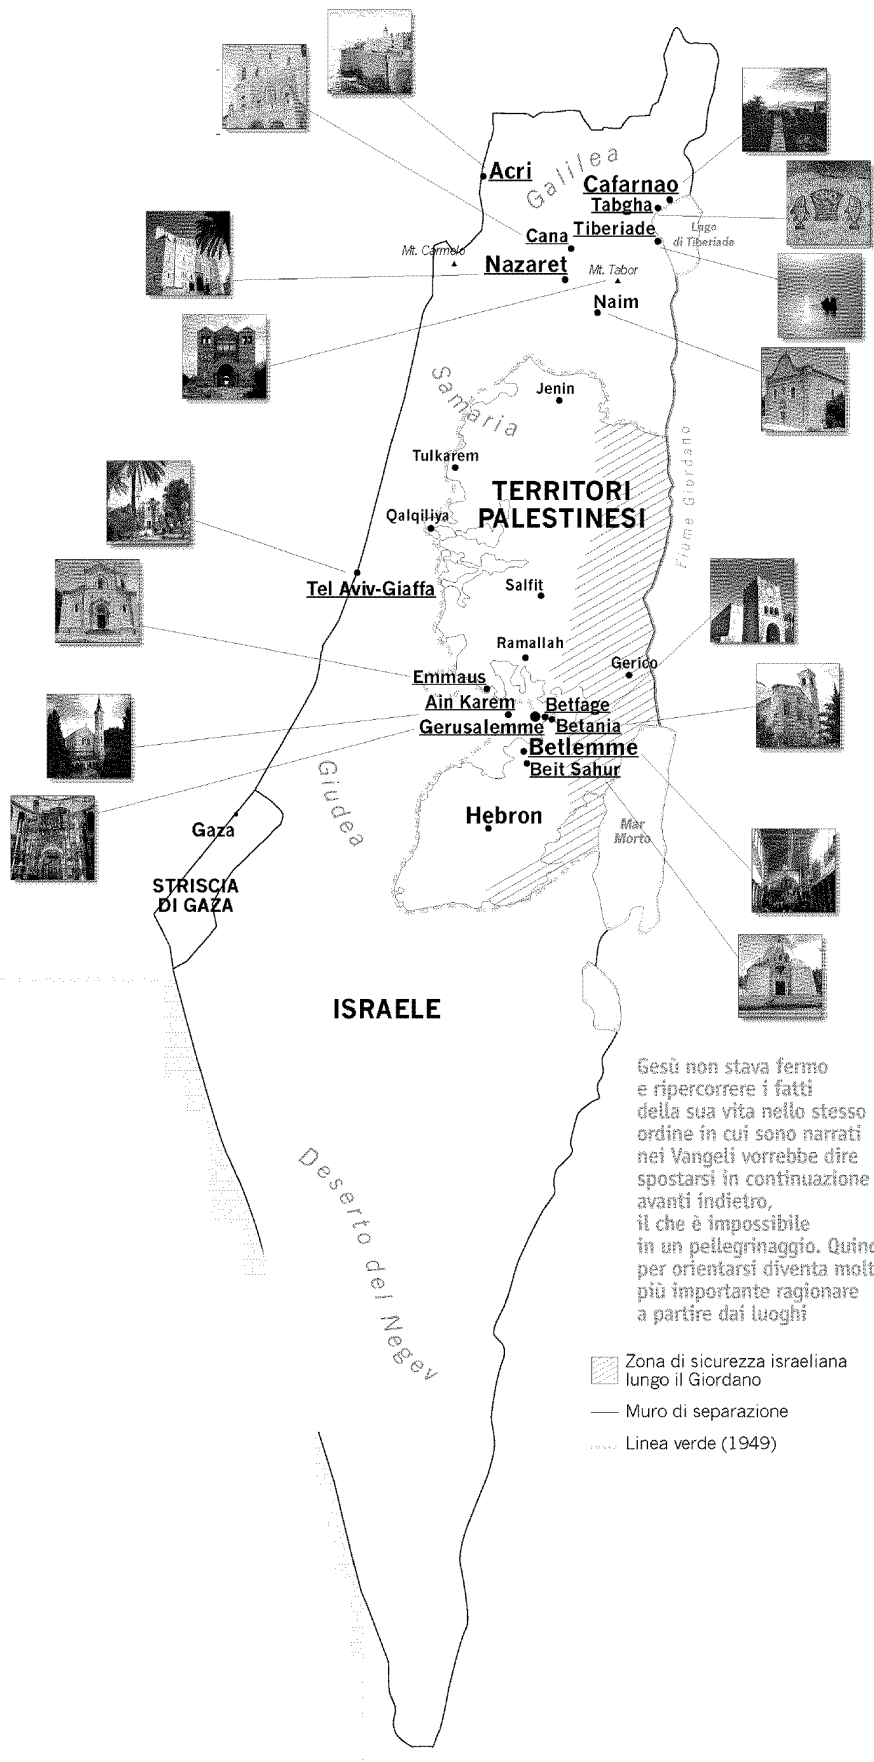 Acri
Galilea
Cafarnao
Tabgha
Cana
Tiberiade
Lago
di Tiberiade
Mt. Carmelo
Nazaret
Mt. Tabor
Naim
Samaria
Jenin
Tulkarem
TERRITORI
PALESTINESI
Qalqiliya
Fiume Giordano
Tel Aviv-Giaffa
Salfit
Ramallah
Gerico
Emmaus
Ain Karem
Betfage
Gerusalemme
Betania
Betlemme
Beit Sahur
Giudea
Gaza
Hebron
Mar
Morto
STRISCIA
DI GAZA
ISRAELE
Deserto del Negev
Gesù non stava fermo
e ripercorrere i fatti
della sua vita nello stesso
ordine in cui sono narrati
nei Vangeli vorrebbe dire
spostarsi in continuazione
avanti indietro,
il che è impossibile
in un pellegrinaggio. Quinc
per orientarsi diventa molt
più importante ragionare
a partire dai luoghi
Zona di sicurezza israeliana
lungo il Giordano
Muro di separazione
Linea verde (1949)